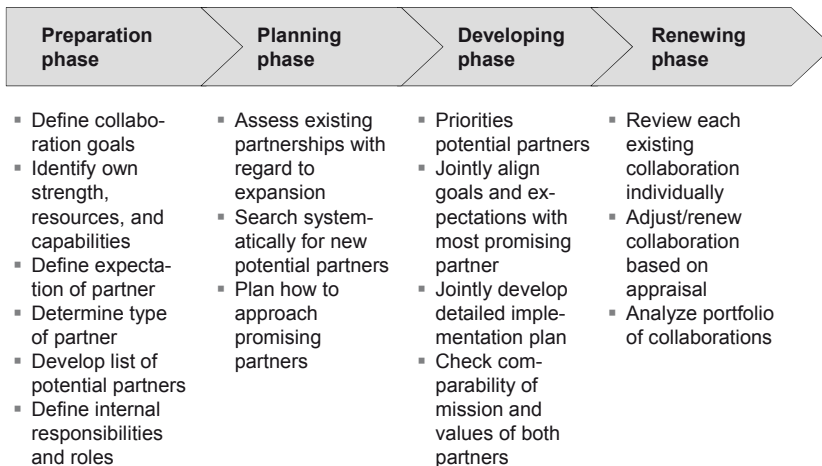 Preparation
phase
Planning
phase
Developing
phase
Renewing
phase
▪ Define collabo-
ration goals
▪ Identify own
strength,
resources, and
capabilities
▪ Define expecta-
tion of partner
▪ Determine type
of partner
▪ Develop list of
potential partners
▪ Define internal
responsibilities
and roles
▪ Assess existing
partnerships with
regard to
expansion
▪ Search system-
atically for new
potential partners
▪ Plan how to
approach
promising
partners
▪ Priorities
potential partners
▪ Jointly align
goals and ex-
pectations with
most promising
partner
▪ Jointly develop
detailed imple-
mentation plan
▪ Check com-
parability of
mission and
values of both
partners
▪ Review each
existing
collaboration
individually
▪ Adjust/renew
collaboration
based on
appraisal
▪ Analyze portfolio
of collaborations